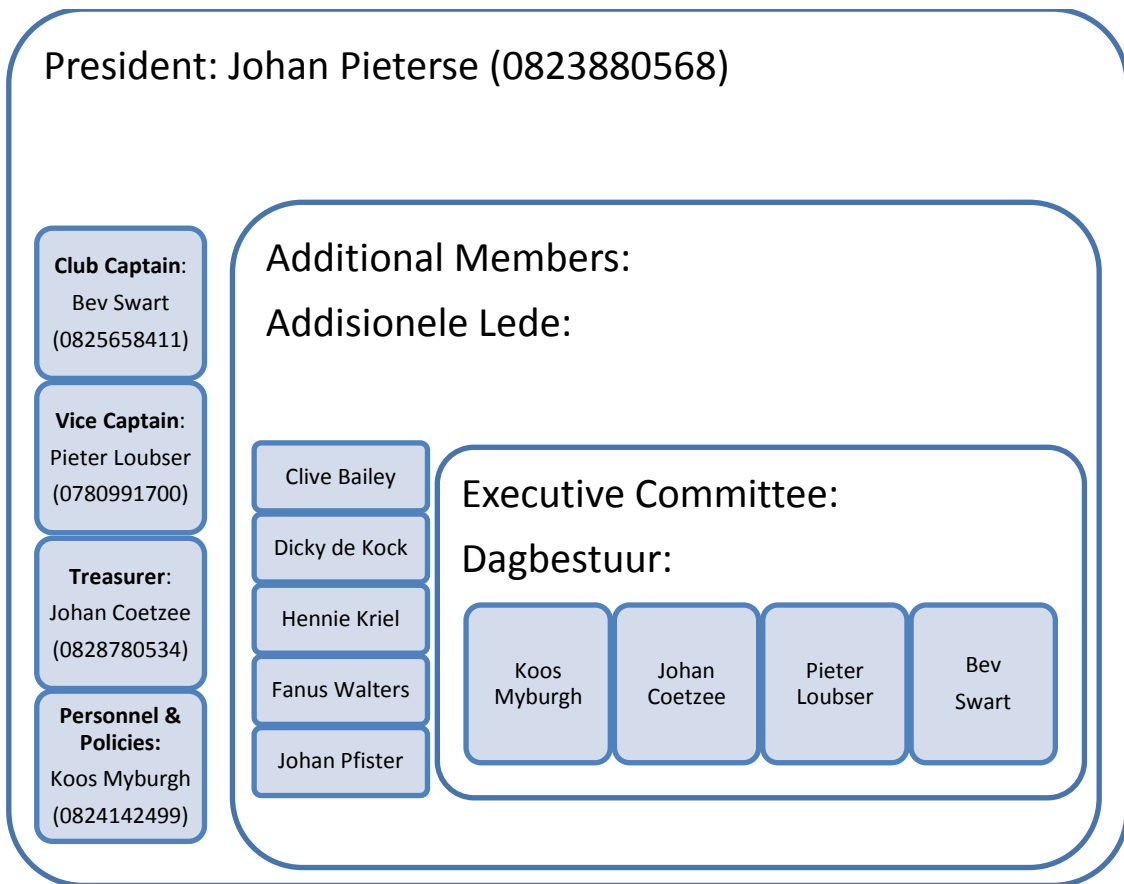 President: Johan Pieterse (0823880568)
Club Captain:
Bev Swart
(0825658411)
Vice Captain:
Pieter Loubser
(0780991700)
Treasurer:
Johan Coetzee
(0828780534)
Personnel &
Policies:
Koos Myburgh
(0824142499)
Additional Members:
Addisionele Lede:
Clive Bailey
Dicky de Kock
Hennie Kriel
Fanus Walters
Johan Pfister
Executive Committee:
Dagbestuur:
Koos
Myburgh
Johan
Coetzee
Pieter
Loubser
Bev
Swart